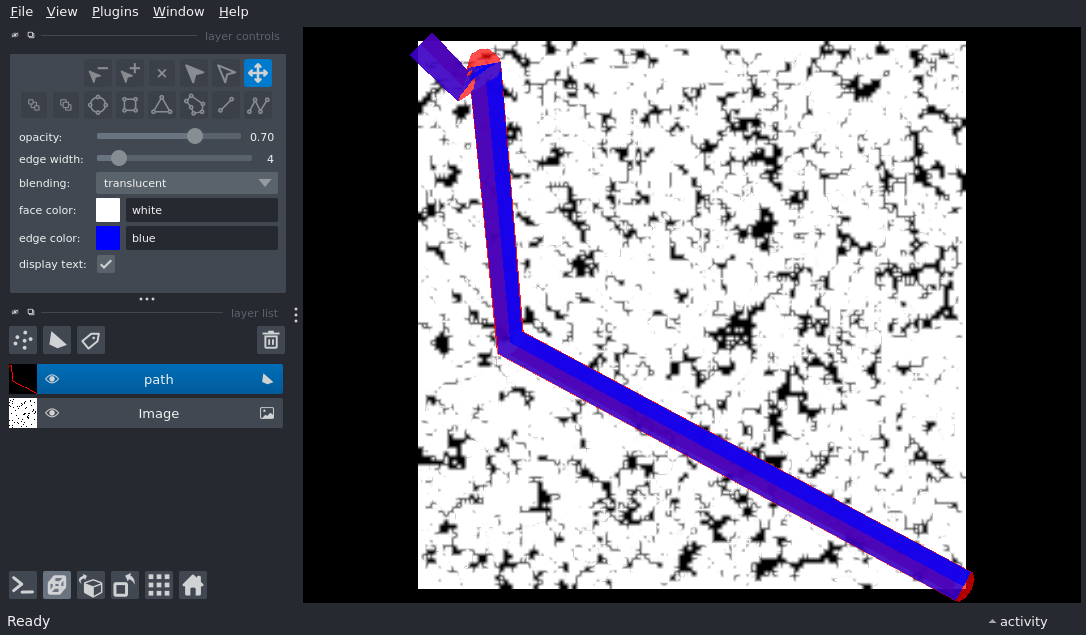 File View Plugins Window Help
layer controls
opacity: 0.70
edge width: 4
blending: translucent
face color: white
edge color: blue
display text:
layer list
path
Image
Ready activity